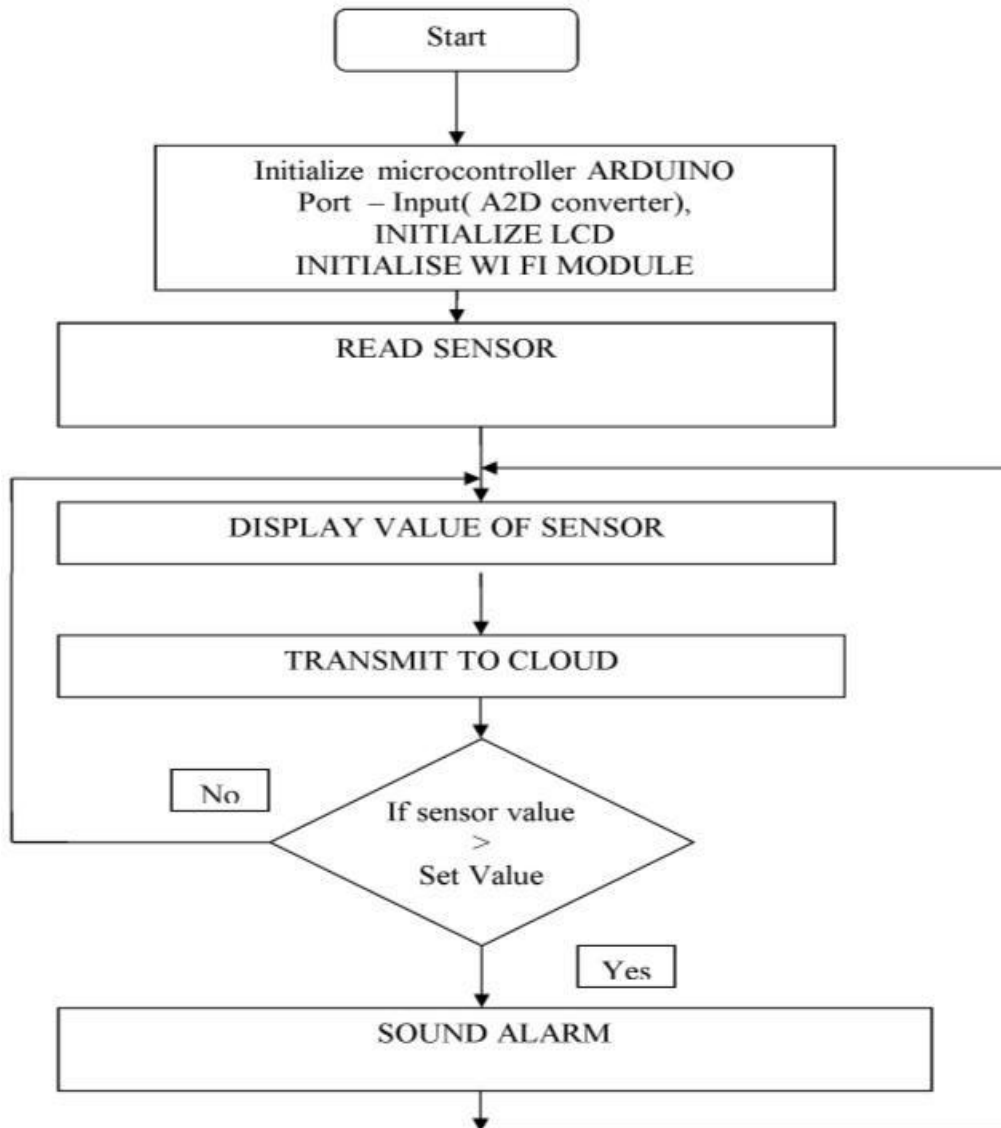 Start
Initialize microcontroller ARDUINO
Port – Input( A2D converter),
INITIALIZE LCD
INITIALISE WI FI MODULE
READ SENSOR
DISPLAY VALUE OF SENSOR
TRANSMIT TO CLOUD
No
If sensor value
>
Set Value
Yes
SOUND ALARM